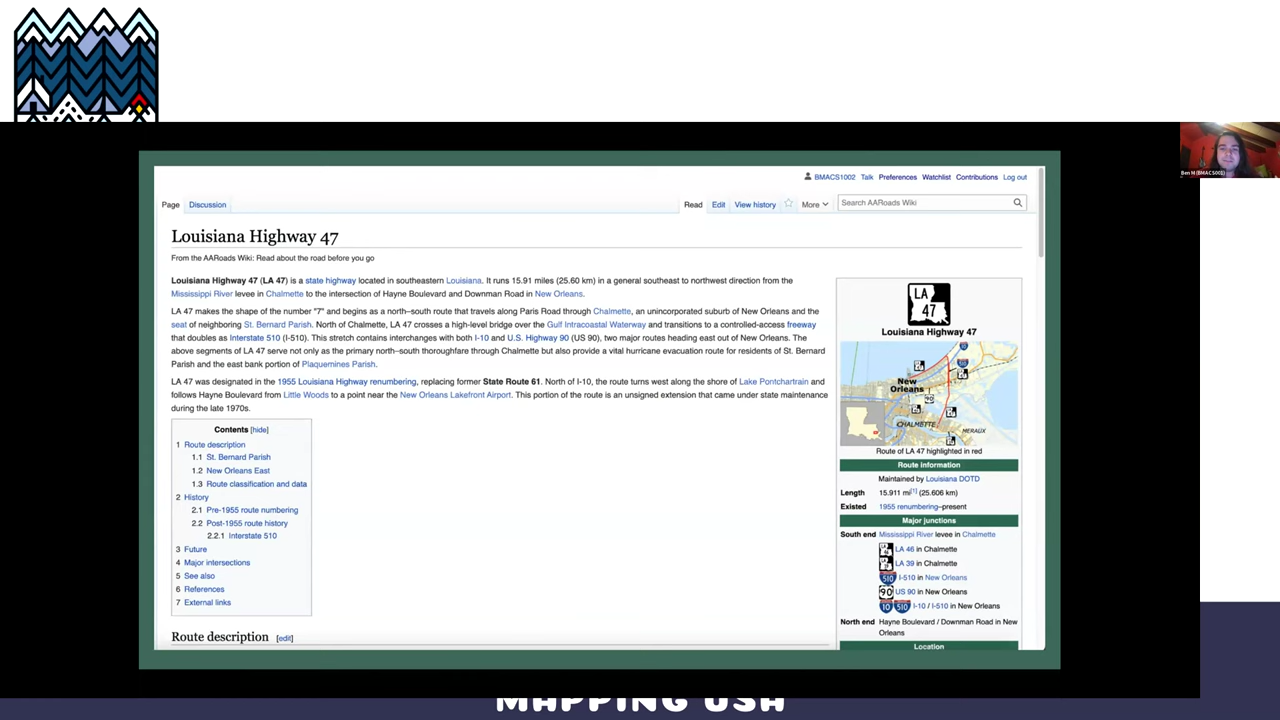 BMACS1002 Talk Preferences Watchlist Contributions Log out
Page Discussion Read Edit View history More Search AARoads Wiki
Louisiana Highway 47
From the AARoads Wiki: Read about the road before you go
Louisiana Highway 47 (LA 47) is a state highway located in southeastern Louisiana. It runs 15.91 miles (25.60 km) in a general southeast to northwest direction from the
Mississippi River levee in Chalmette to the intersection of Hayne Boulevard and Downman Road in New Orleans.
LA 47 makes the shape of the number "7" and begins as a north–south route that travels along Paris Road through Chalmette, an unincorporated suburb of New Orleans and the
seat of neighboring St. Bernard Parish. North of Chalmette, LA 47 crosses a high-level bridge over the Gulf Intracoastal Waterway and transitions to a controlled-access freeway
that doubles as Interstate 510 (I-510). This stretch contains interchanges with both I-10 and U.S. Highway 90 (US 90), two major routes heading east out of New Orleans. The
above segments of LA 47 serve not only as the primary north–south thoroughfare through Chalmette but also provide a vital hurricane evacuation route for residents of St. Bernard
Parish and the east bank portion of Plaquemines Parish.
LA 47 was designated in the 1955 Louisiana Highway renumbering, replacing former State Route 61. North of I-10, the route turns west along the shore of Lake Pontchartrain and
follows Hayne Boulevard from Little Woods to a point near the New Orleans Lakefront Airport. This portion of the route is an unsigned extension that came under state maintenance
during the late 1970s.
Contents [hide]
1 Route description
1.1 St. Bernard Parish
1.2 New Orleans East
1.3 Route classification and data
2 History
2.1 Pre-1955 route numbering
2.2 Post-1955 route history
2.2.1 Interstate 510
3 Future
4 Major intersections
5 See also
6 References
7 External links
Route description [edit]
LA
47
Louisiana Highway 47
New
Orleans
90
CHALMETTE
MERAUX
Route of LA 47 highlighted in red
Route information
Maintained by Louisiana DOTD
Length 15.911 mi[1] (25.606 km)
Existed 1955 renumbering–present
Major junctions
South end Mississippi River levee in Chalmette
LA 46 in Chalmette
LA 39 in Chalmette
510 I-510 in New Orleans
90 US 90 in New Orleans
10 510 I-10 / I-510 in New Orleans
North end Hayne Boulevard / Downman Road in New
Orleans
Location
Ben M (BMACS001)
MAPPING USA